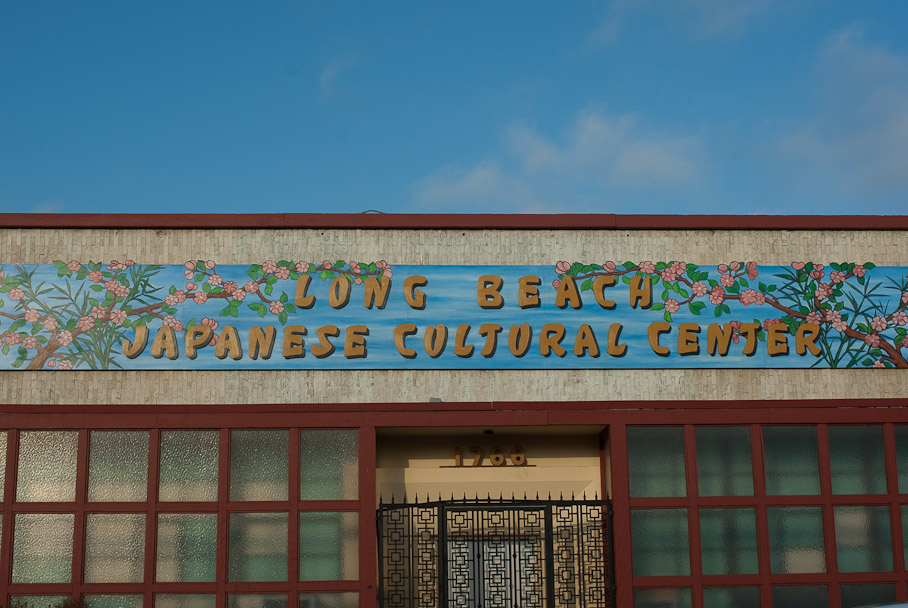 LONG BEACH
JAPANESE CULTURAL CENTER
1766